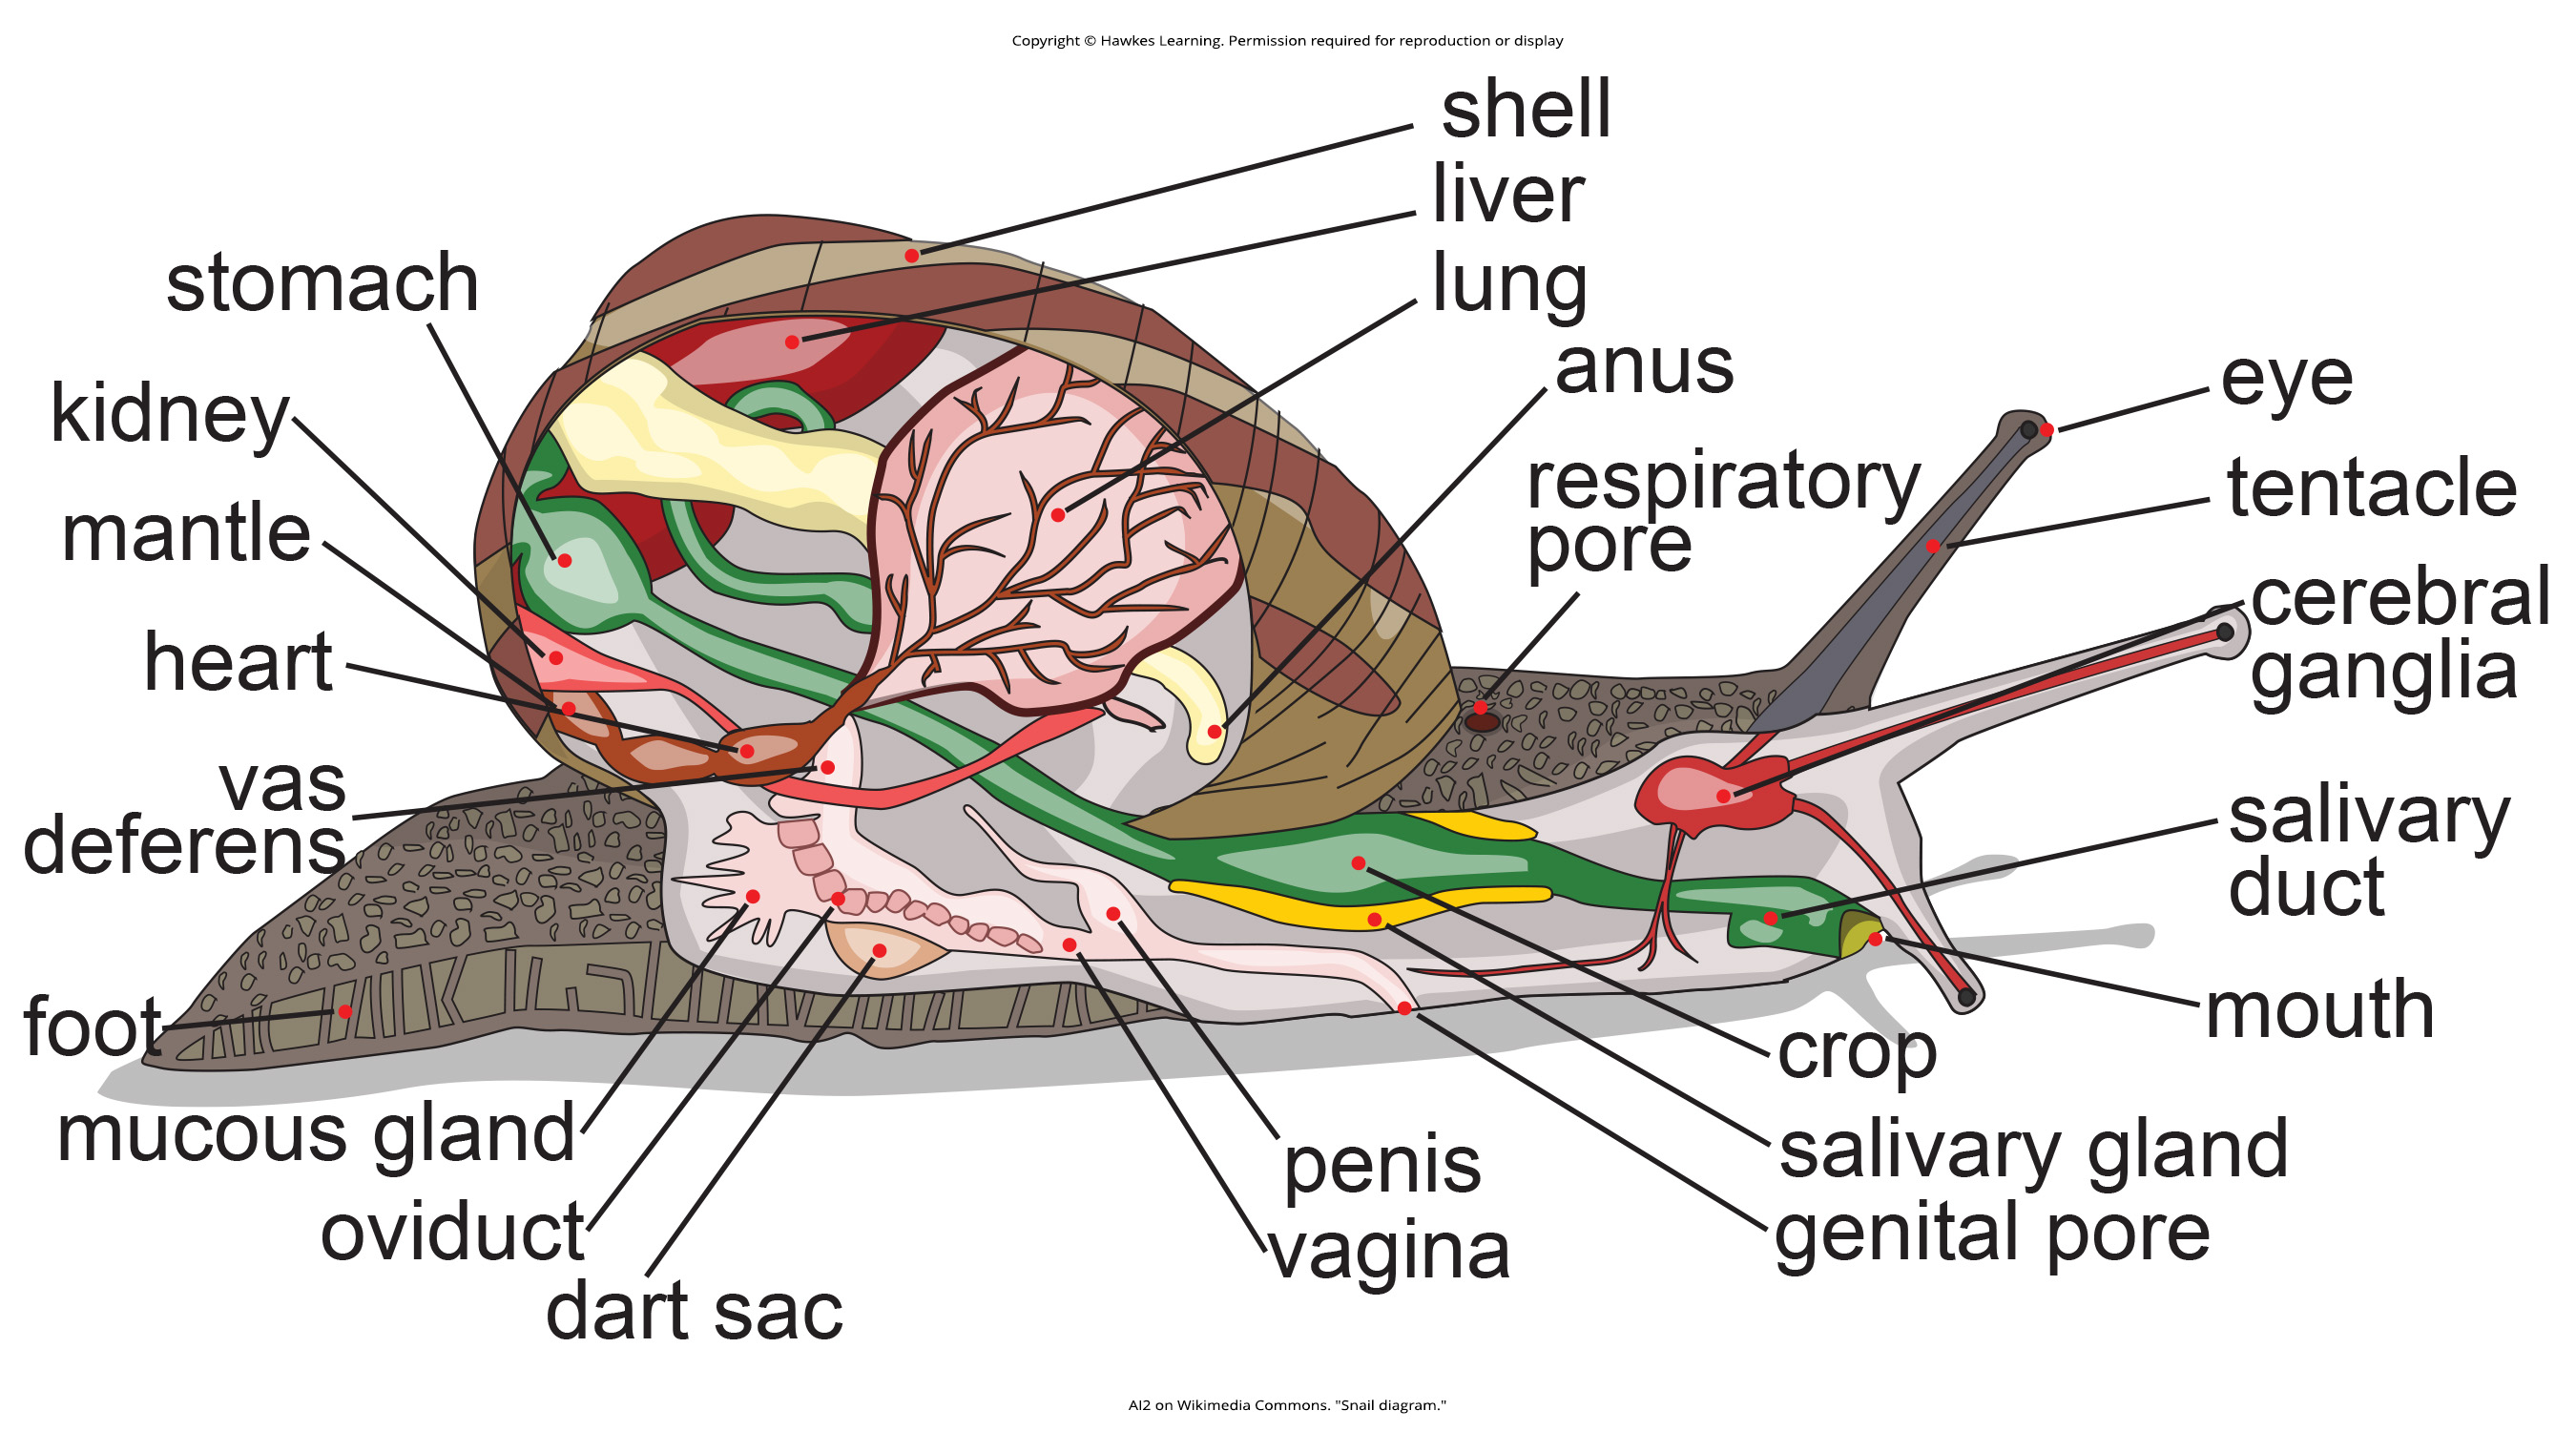 Copyright © Hawkes Learning. Permission required for reproduction or display
shell
liver
lung
anus
respiratory
pore
eye
tentacle
cerebral
ganglia
salivary
duct
mouth
crop
salivary gland
genital pore
penis
vagina
stomach
kidney
mantle
heart
vas
deferens
foot
mucous gland
oviduct
dart sac
AI2 on Wikimedia Commons. "Snail diagram."